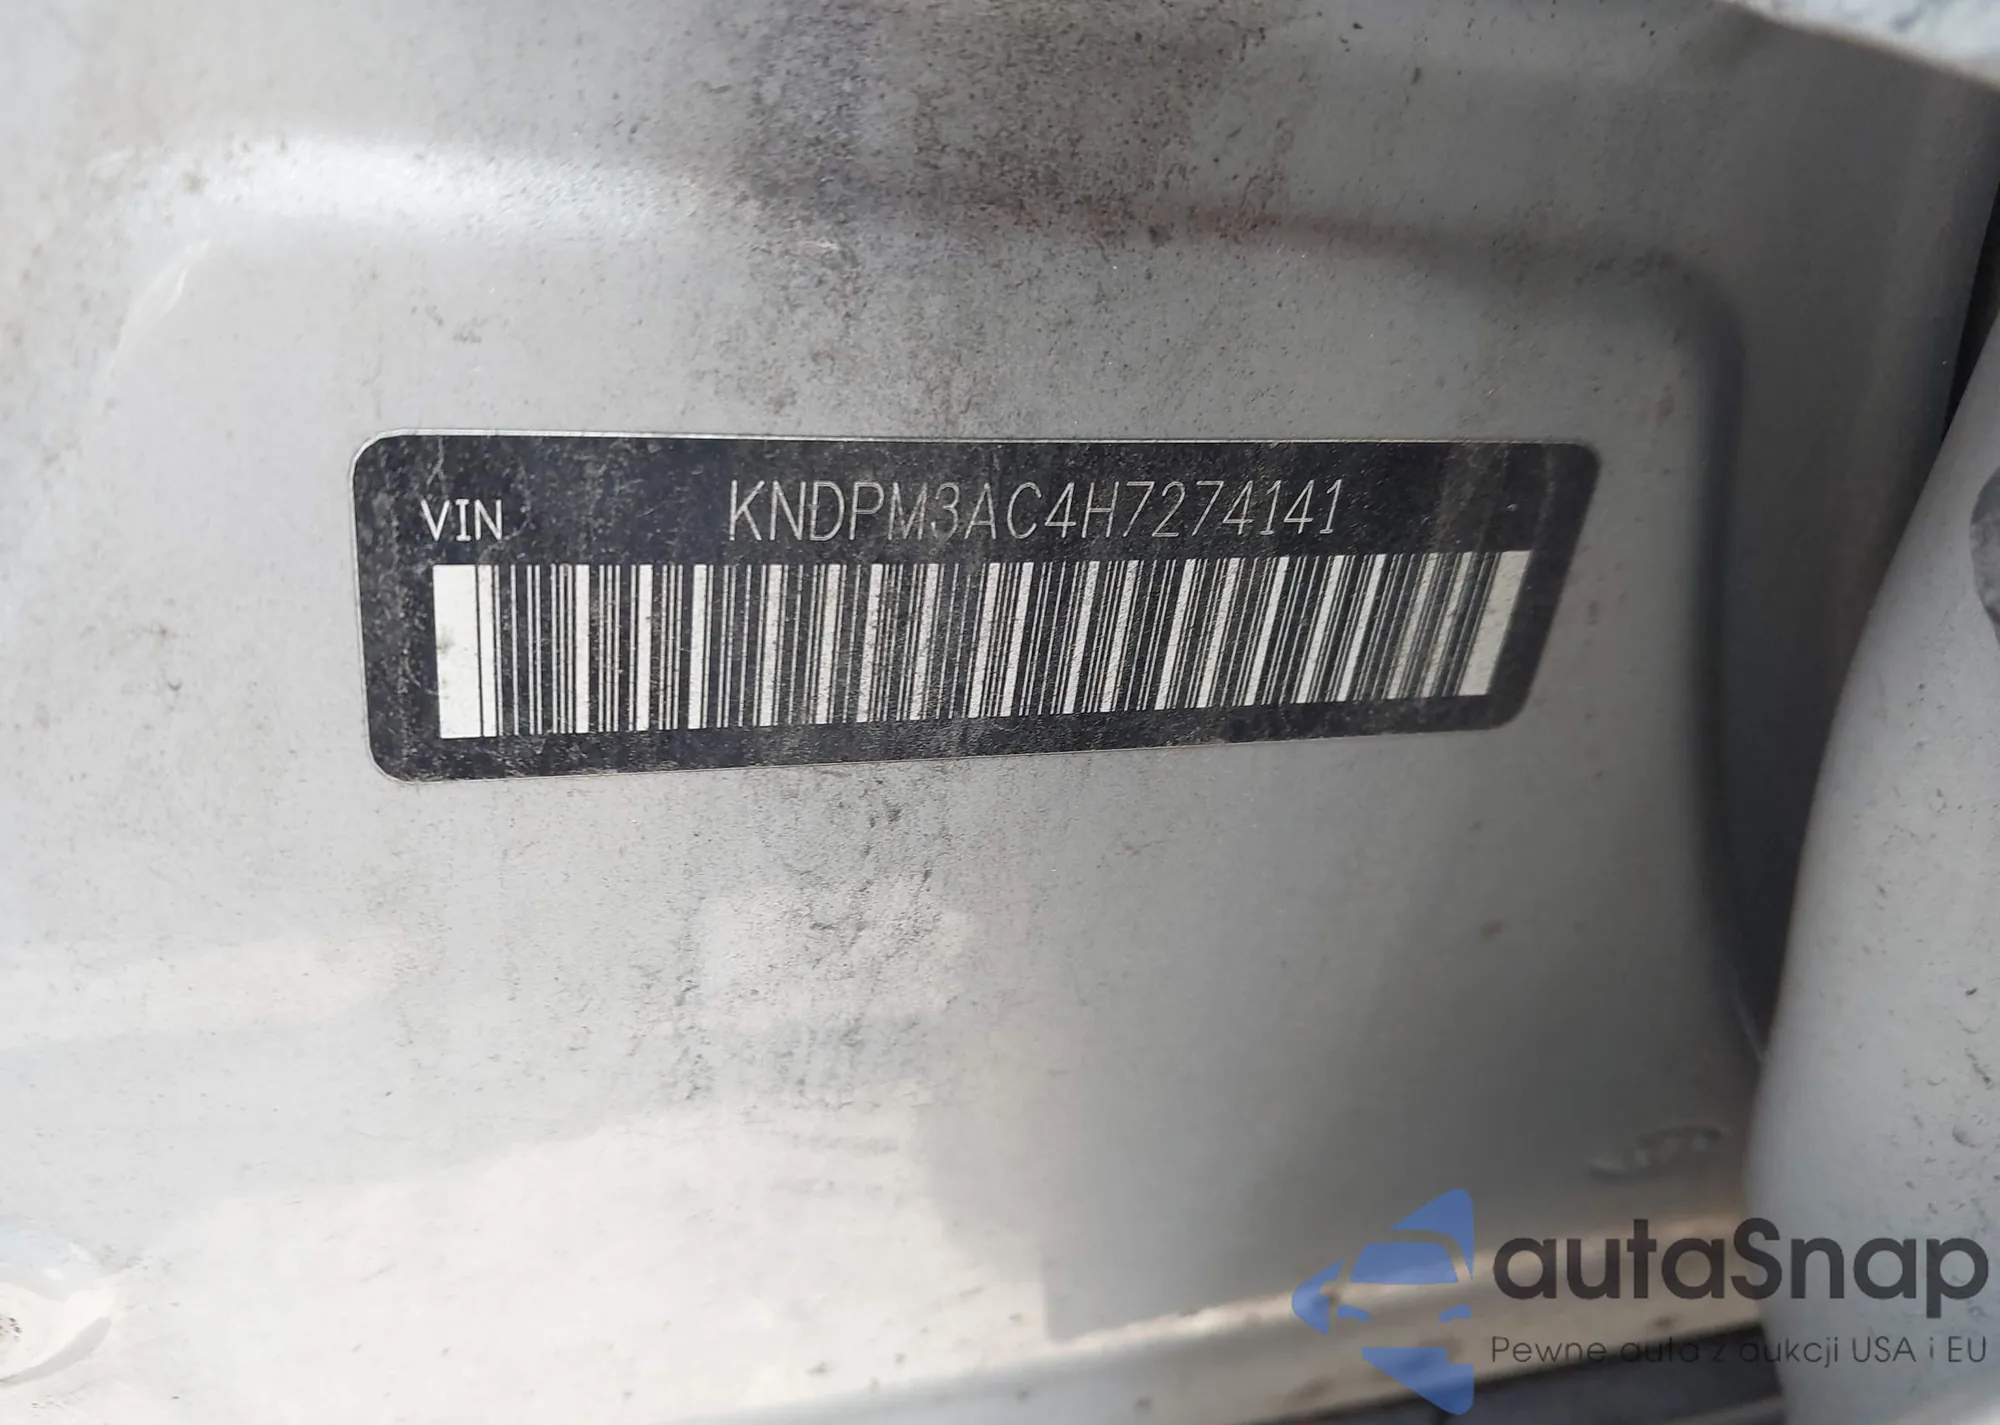 VIN KNDPM3AC4H7274141
autaSnap
Pewne auta z aukcji USA i EU